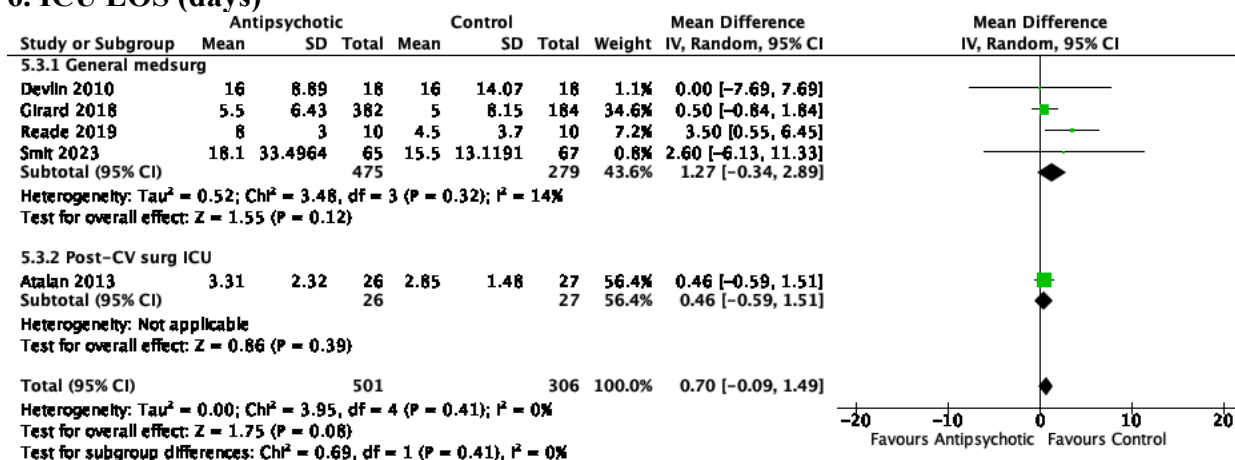 6. ICU LOS (days)
Antipsychotic Control Mean Difference Mean Difference
Study or Subgroup Mean SD Total Mean SD Total Weight IV, Random, 95% CI IV, Random, 95% CI
5.3.1 General medsurg
Devlin 2010 16 8.89 18 16 14.07 18 1.1% 0.00 [-7.69, 7.69]
Girard 2018 5.5 6.43 382 5 8.15 184 34.6% 0.50 [-0.84, 1.84]
Reade 2019 8 3 10 4.5 3.7 10 7.2% 3.50 [0.55, 6.45]
Smit 2023 18.1 33.4964 65 15.5 13.1191 67 0.8% 2.60 [-6.13, 11.33]
Subtotal (95% CI) 475 279 43.6% 1.27 [-0.34, 2.89]
Heterogeneity: Tau² = 0.52; Chi² = 3.48, df = 3 (P = 0.32); I² = 14%
Test for overall effect: Z = 1.55 (P = 0.12)
5.3.2 Post-CV surg ICU
Atalan 2013 3.31 2.32 26 2.85 1.48 27 56.4% 0.46 [-0.59, 1.51]
Subtotal (95% CI) 26 27 56.4% 0.46 [-0.59, 1.51]
Heterogeneity: Not applicable
Test for overall effect: Z = 0.86 (P = 0.39)
Total (95% CI) 501 306 100.0% 0.70 [-0.09, 1.49]
Heterogeneity: Tau² = 0.00; Chi² = 3.95, df = 4 (P = 0.41); I² = 0%
Test for overall effect: Z = 1.75 (P = 0.08)
Test for subgroup differences: Chi² = 0.69, df = 1 (P = 0.41), I² = 0%
-20 -10 0 10 20
Favours Antipsychotic Favours Control